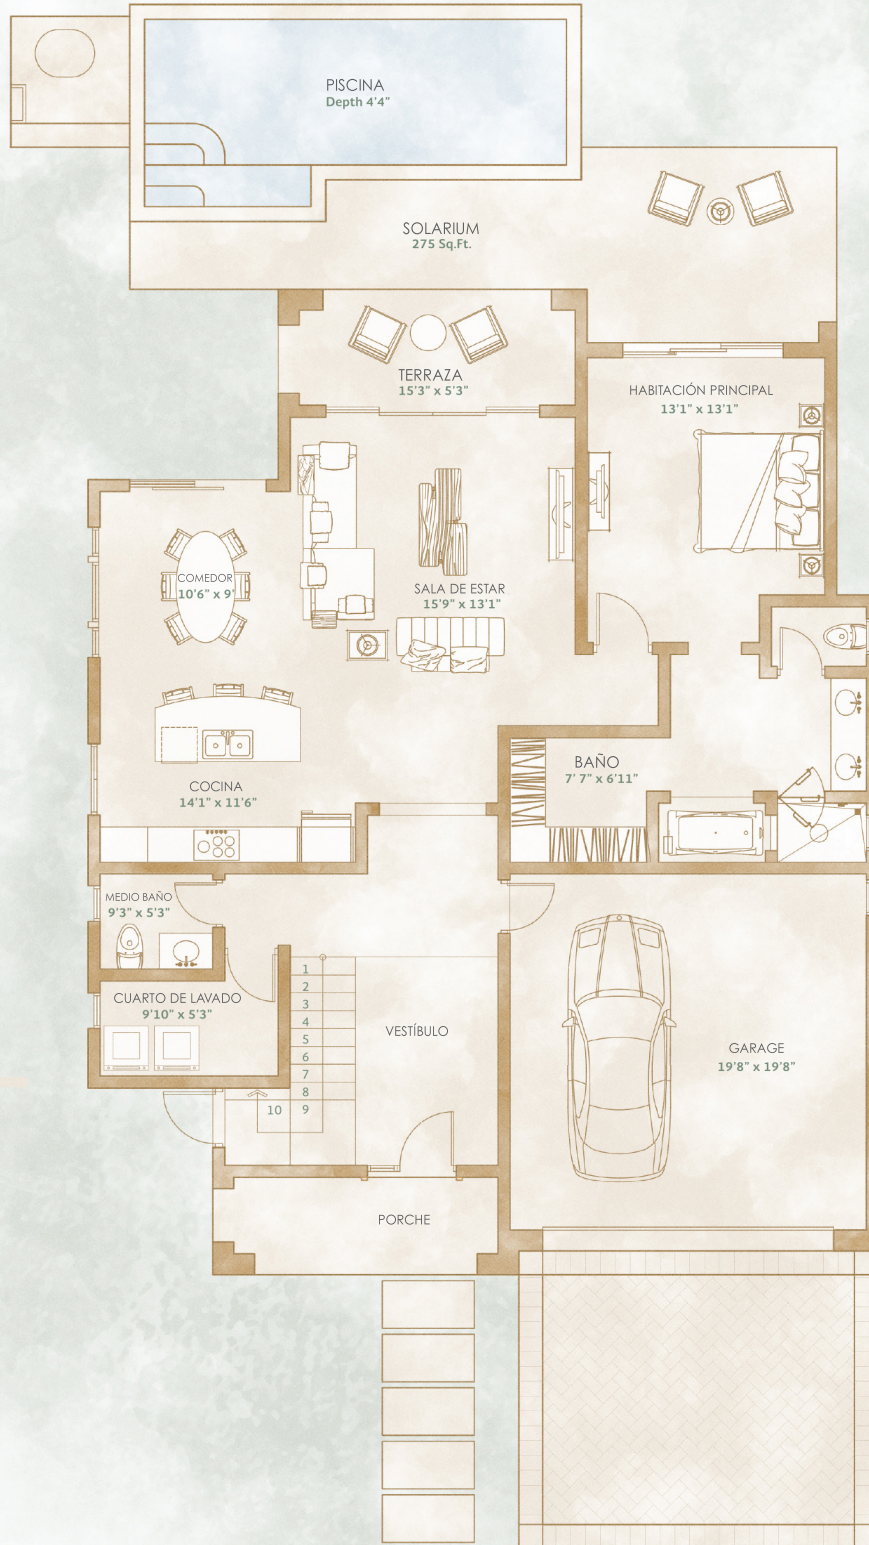 PISCINA
Depth 4'4"
SOLARIUM
275 Sq.Ft.
TERRAZA
15'3" x 5'3"
HABITACIÓN PRINCIPAL
13'1" x 13'1"
COMEDOR
10'6" x 9'
SALA DE ESTAR
15'9" x 13'1"
BAÑO
7' 7" x 6'11"
COCINA
14'1" x 11'6"
MEDIO BAÑO
9'3" x 5'3"
CUARTO DE LAVADO
9'10" x 5'3"
1
2
3
4
5
6
7
8
10 9
VESTÍBULO
GARAGE
19'8" x 19'8"
PORCHE